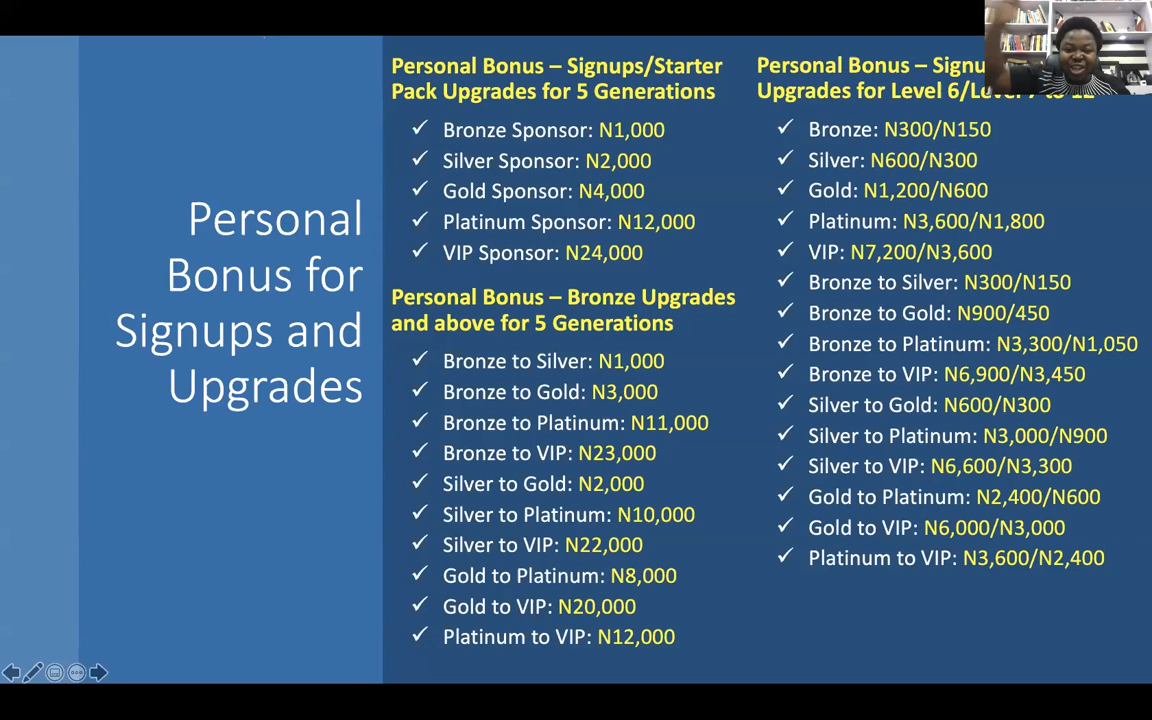 Personal
Bonus for
Signups and
Upgrades
Personal Bonus – Signups/Starter
Pack Upgrades for 5 Generations
✓ Bronze Sponsor: N1,000
✓ Silver Sponsor: N2,000
✓ Gold Sponsor: N4,000
✓ Platinum Sponsor: N12,000
✓ VIP Sponsor: N24,000
Personal Bonus – Bronze Upgrades
and above for 5 Generations
✓ Bronze to Silver: N1,000
✓ Bronze to Gold: N3,000
✓ Bronze to Platinum: N11,000
✓ Bronze to VIP: N23,000
✓ Silver to Gold: N2,000
✓ Silver to Platinum: N10,000
✓ Silver to VIP: N22,000
✓ Gold to Platinum: N8,000
✓ Gold to VIP: N20,000
✓ Platinum to VIP: N12,000
Personal Bonus –
Upgrades for Level 6/Level 7 to 12
✓ Bronze: N300/N150
✓ Silver: N600/N300
✓ Gold: N1,200/N600
✓ Platinum: N3,600/N1,800
✓ VIP: N7,200/N3,600
✓ Bronze to Silver: N300/N150
✓ Bronze to Gold: N900/450
✓ Bronze to Platinum: N3,300/N1,050
✓ Bronze to VIP: N6,900/N3,450
✓ Silver to Gold: N600/N300
✓ Silver to Platinum: N3,000/N900
✓ Silver to VIP: N6,600/N3,300
✓ Gold to Platinum: N2,400/N600
✓ Gold to VIP: N6,000/N3,000
✓ Platinum to VIP: N3,600/N2,400